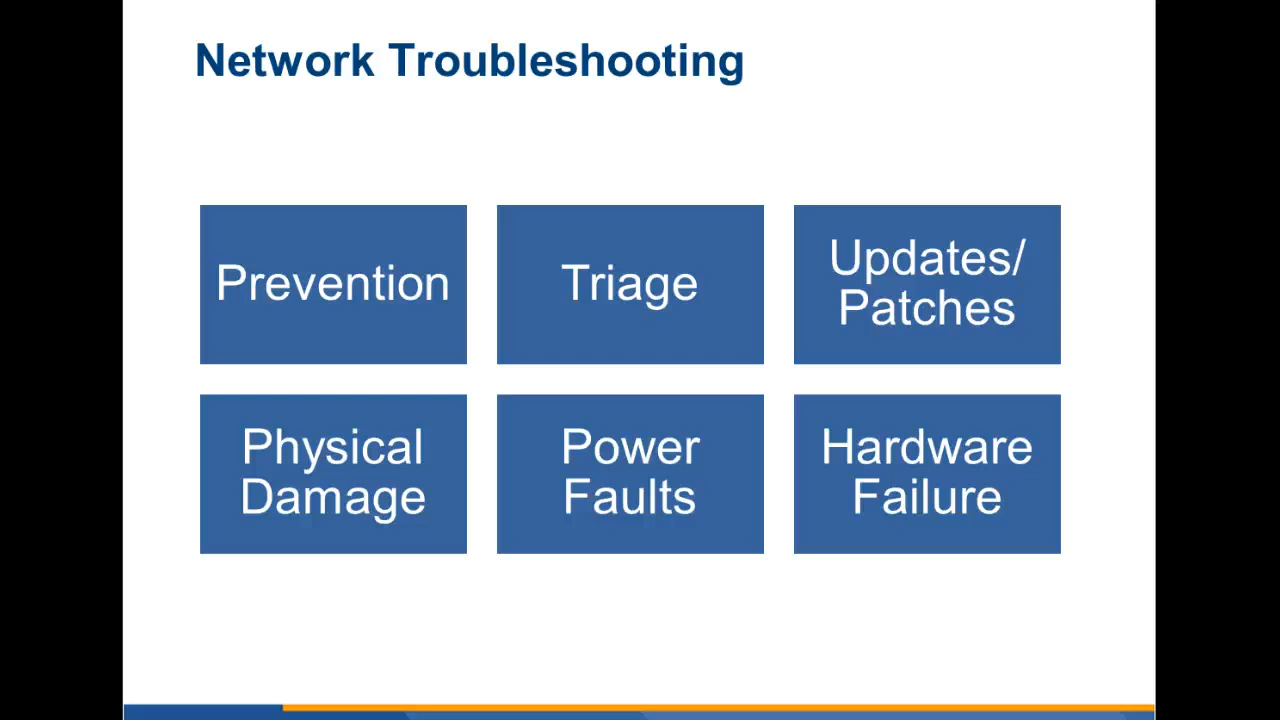 Network Troubleshooting
Prevention
Triage
Updates/
Patches
Physical
Damage
Power
Faults
Hardware
Failure